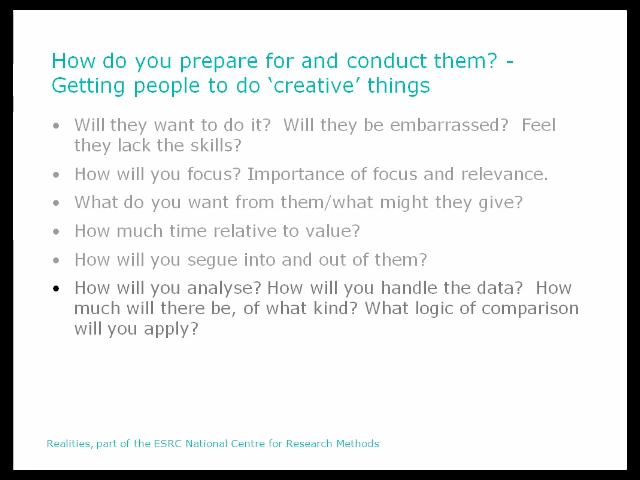 How do you prepare for and conduct them? -
Getting people to do ‘creative’ things
• Will they want to do it?  Will they be embarrassed?  Feel
they lack the skills?
• How will you focus? Importance of focus and relevance.
• What do you want from them/what might they give?
• How much time relative to value?
• How will you segue into and out of them?
• How will you analyse? How will you handle the data?  How
much will there be, of what kind? What logic of comparison
will you apply?
Realities, part of the ESRC National Centre for Research Methods